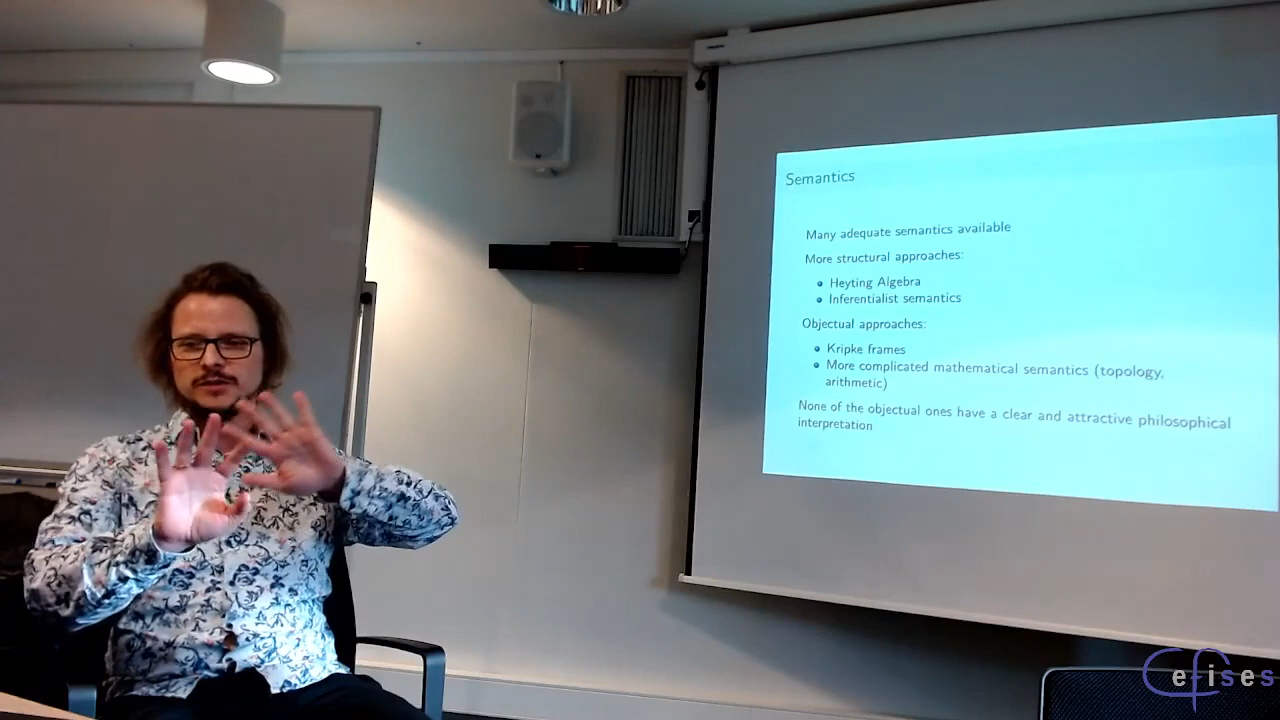 Semantics
Many adequate semantics available
More structural approaches:
Heyting Algebra
Inferentialist semantics
Objectual approaches:
Kripke frames
More complicated mathematical semantics (topology,
arithmetic)
None of the objectual ones have a clear and attractive philosophical
interpretation
Cefises